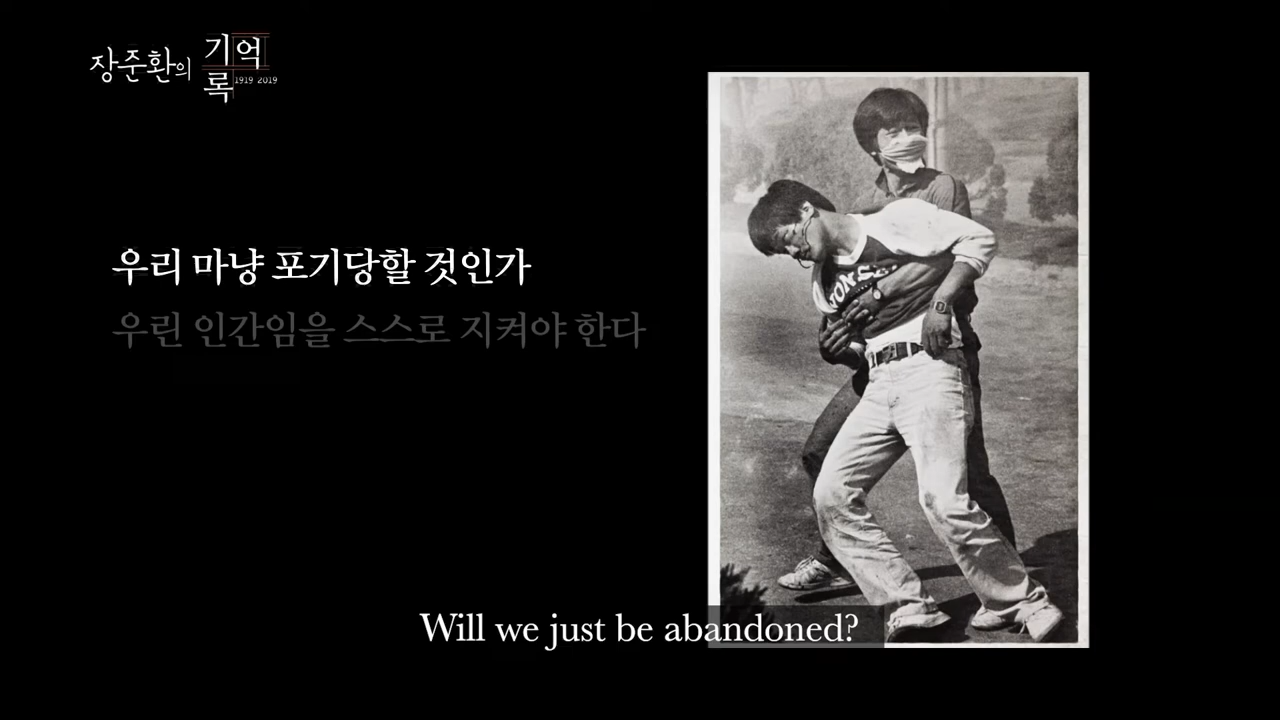 장준환의 기억록
1919 2019
우리 마냥 포기당할 것인가
우린 인간임을 스스로 지켜야 한다
YONSEI
Will we just be abandoned?